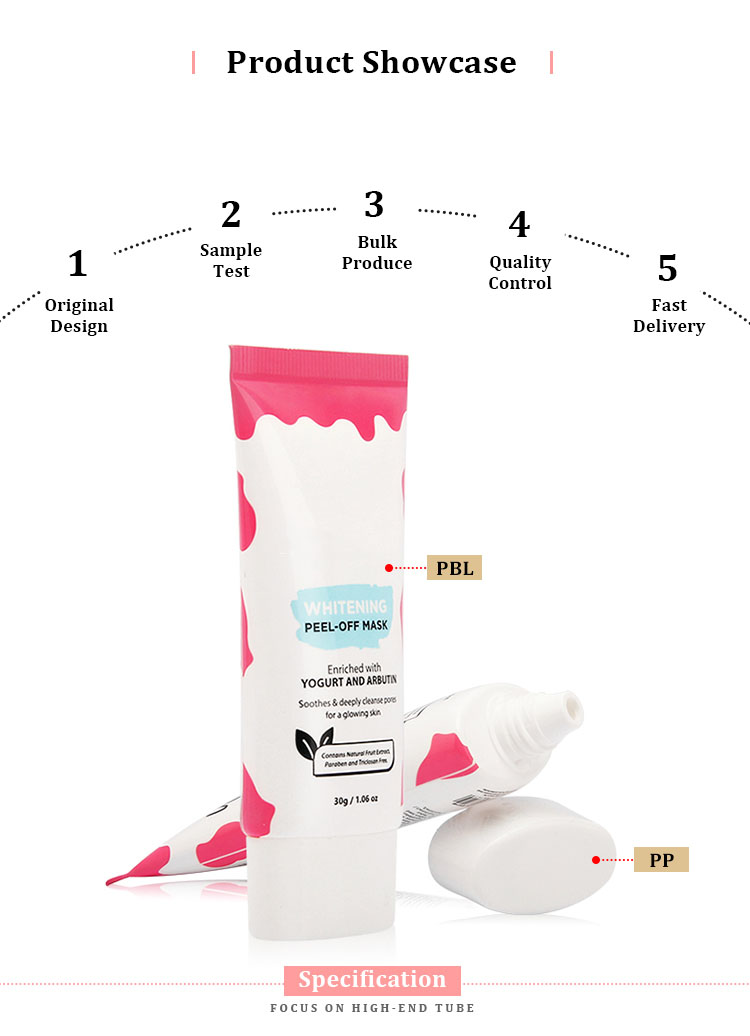 Product Showcase
1
Original
Design
2
Sample
Test
3
Bulk
Produce
4
Quality
Control
5
Fast
Delivery
PBL
WHITENING
PEEL-OFF MASK
Enriched with
YOGURT AND ARBUTIN
Soothes & deeply cleanse pores
for a glowing skin
Contains Natural Fruit Extract,
Paraben and Triclosan Free.
30g / 1.06 oz
PP
Specification
FOCUS ON HIGH-END TUBE